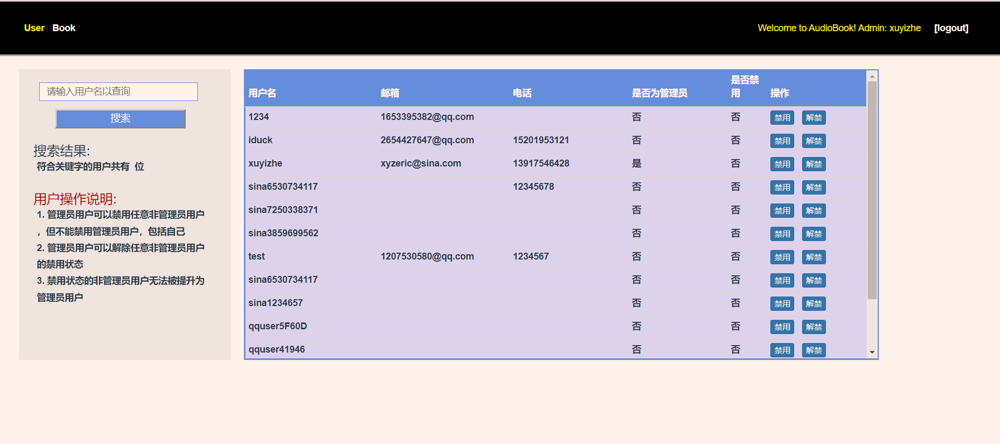 User Book Welcome to AudioBook! Admin: xuyizhe [logout]
请输入用户名以查询
搜索
搜索结果:
符合关键字的用户共有 位
用户操作说明:
1. 管理员用户可以禁用任意非管理员用户
，但不能禁用管理员用户，包括自己
2. 管理员用户可以解除任意非管理员用户
的禁用状态
3. 禁用状态的非管理员用户无法被提升为
管理员用户
用户名 邮箱 电话 是否为管理员 是否禁用 操作
1234 1653395382@qq.com 否 否 禁用 解禁
iduck 2654427647@qq.com 15201953121 否 否 禁用 解禁
xuyizhe xyzeric@sina.com 13917546428 是 否 禁用 解禁
sina6530734117 12345678 否 否 禁用 解禁
sina7250338371 否 否 禁用 解禁
sina3859699562 否 否 禁用 解禁
test 1207530580@qq.com 1234567 否 否 禁用 解禁
sina6530734117 否 否 禁用 解禁
sina1234657 否 否 禁用 解禁
qquser5F60D 否 否 禁用 解禁
qquser41946 否 否 禁用 解禁